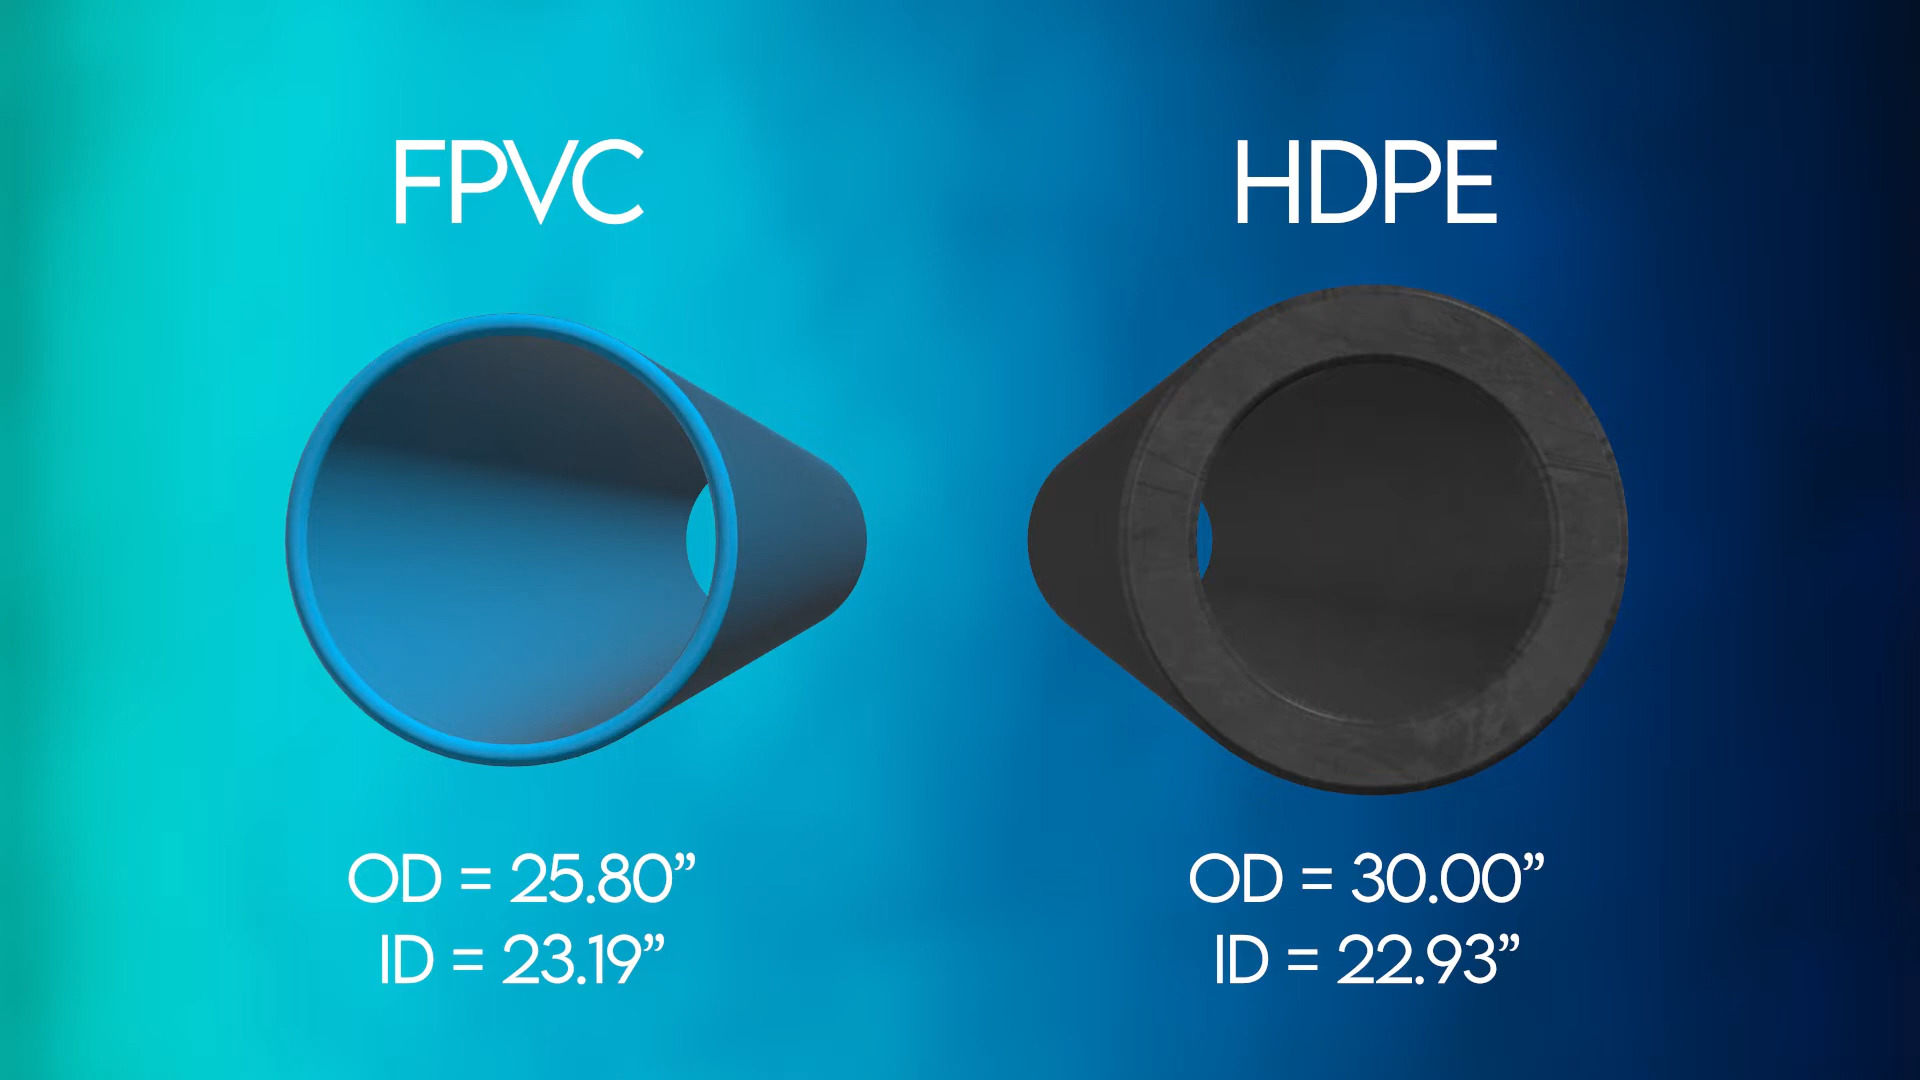 FPVC
HDPE
OD = 25.80”
ID = 23.19”
OD = 30.00”
ID = 22.93”